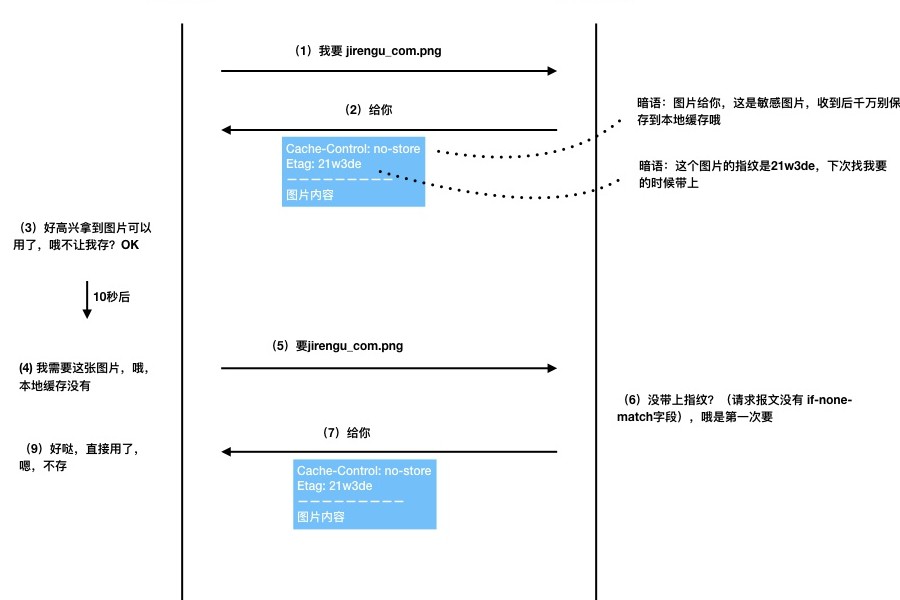 （1）我要 jirengu_com.png
（2）给你
Cache-Control: no-store
Etag: 21w3de
－－－－－－－－－
图片内容
暗语：图片给你，这是敏感图片，收到后千万别保
存到本地缓存哦
暗语：这个图片的指纹是21w3de，下次找我要
的时候带上
（3）好高兴拿到图片可以
用了，哦不让我存？OK
10秒后
(4) 我需要这张图片，哦，
本地缓存没有
（5）要jirengu_com.png
（6）没带上指纹？（请求报文没有 if-none-
match字段），哦是第一次要
（7）给你
Cache-Control: no-store
Etag: 21w3de
－－－－－－－－－
图片内容
（9）好哒，直接用了，
嗯，不存